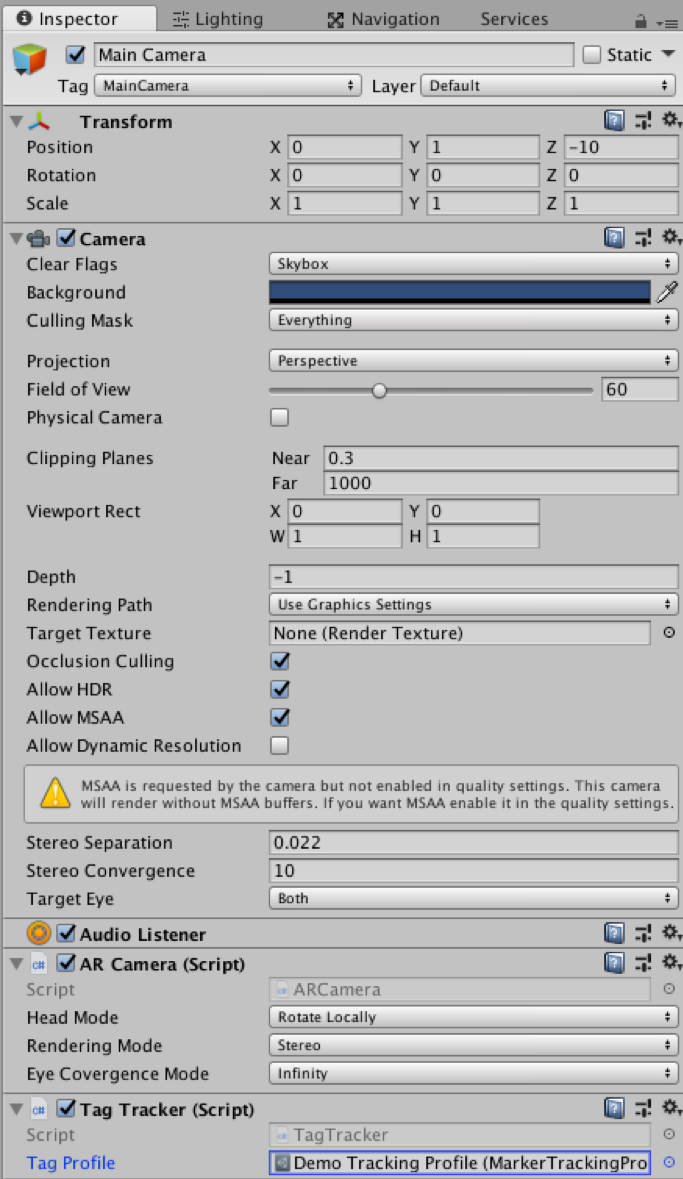 Inspector Lighting Navigation Services
Main Camera Static
Tag MainCamera Layer Default
Transform
Position X 0 Y 1 Z -10
Rotation X 0 Y 0 Z 0
Scale X 1 Y 1 Z 1
Camera
Clear Flags Skybox
Background
Culling Mask Everything
Projection Perspective
Field of View 60
Physical Camera
Clipping Planes Near 0.3
Far 1000
Viewport Rect X 0 Y 0
W 1 H 1
Depth -1
Rendering Path Use Graphics Settings
Target Texture None (Render Texture)
Occlusion Culling
Allow HDR
Allow MSAA
Allow Dynamic Resolution
MSAA is requested by the camera but not enabled in quality settings. This camera
will render without MSAA buffers. If you want MSAA enable it in the quality settings.
Stereo Separation 0.022
Stereo Convergence 10
Target Eye Both
Audio Listener
C# AR Camera (Script)
Script ARCamera
Head Mode Rotate Locally
Rendering Mode Stereo
Eye Covergence Mode Infinity
C# Tag Tracker (Script)
Script TagTracker
Tag Profile Demo Tracking Profile (MarkerTrackingPro